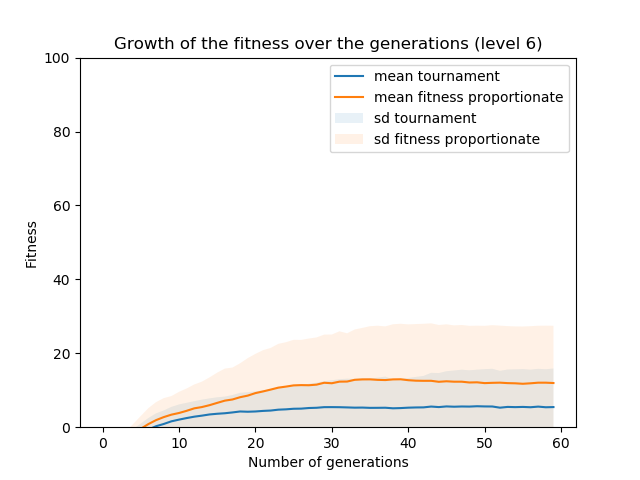 Growth of the fitness over the generations (level 6)
100
80
60
40
20
0
Fitness
mean tournament
mean fitness proportionate
sd tournament
sd fitness proportionate
0 10 20 30 40 50 60
Number of generations